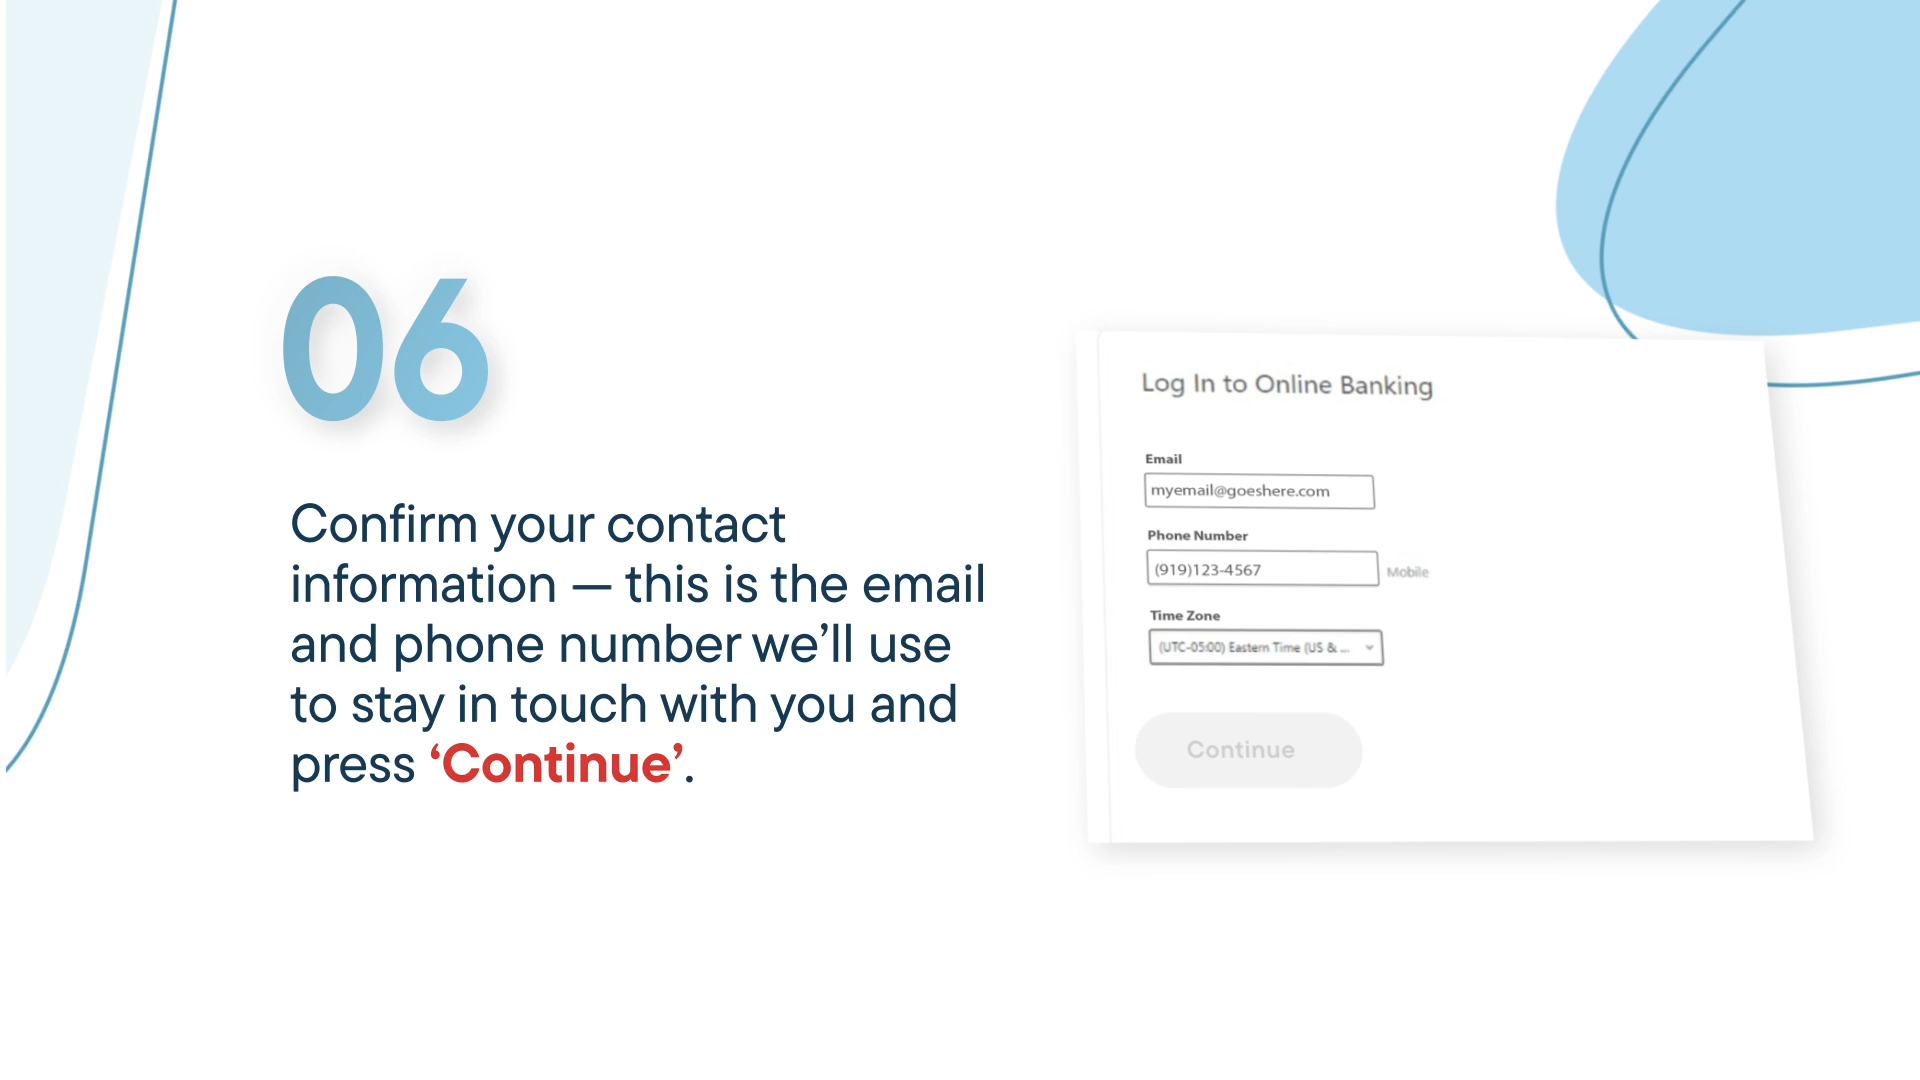 06
Confirm your contact
information — this is the email
and phone number we’ll use
to stay in touch with you and
press ‘Continue’.
Log In to Online Banking
Email
myemail@goeshere.com
Phone Number
(919)123-4567
Mobile
Time Zone
(UTC-05:00) Eastern Time (US & ...
Continue